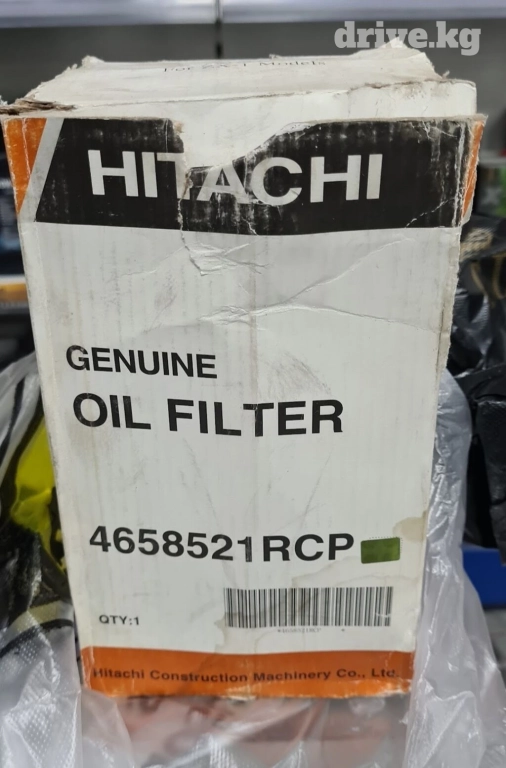 drive.kg
HITACHI
GENUINE
OIL FILTER
4658521RCP
QTY:1
Hitachi Construction Machinery Co., Ltd.